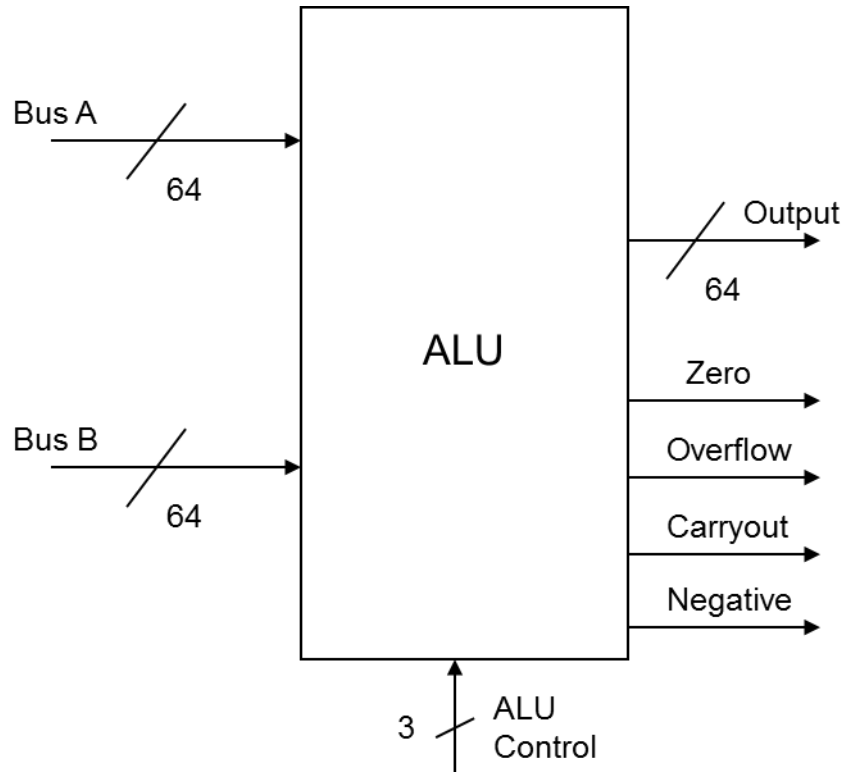 Bus A
64
Output
64
ALU
Zero
Bus B
64
Overflow
Carryout
Negative
3
ALU
Control